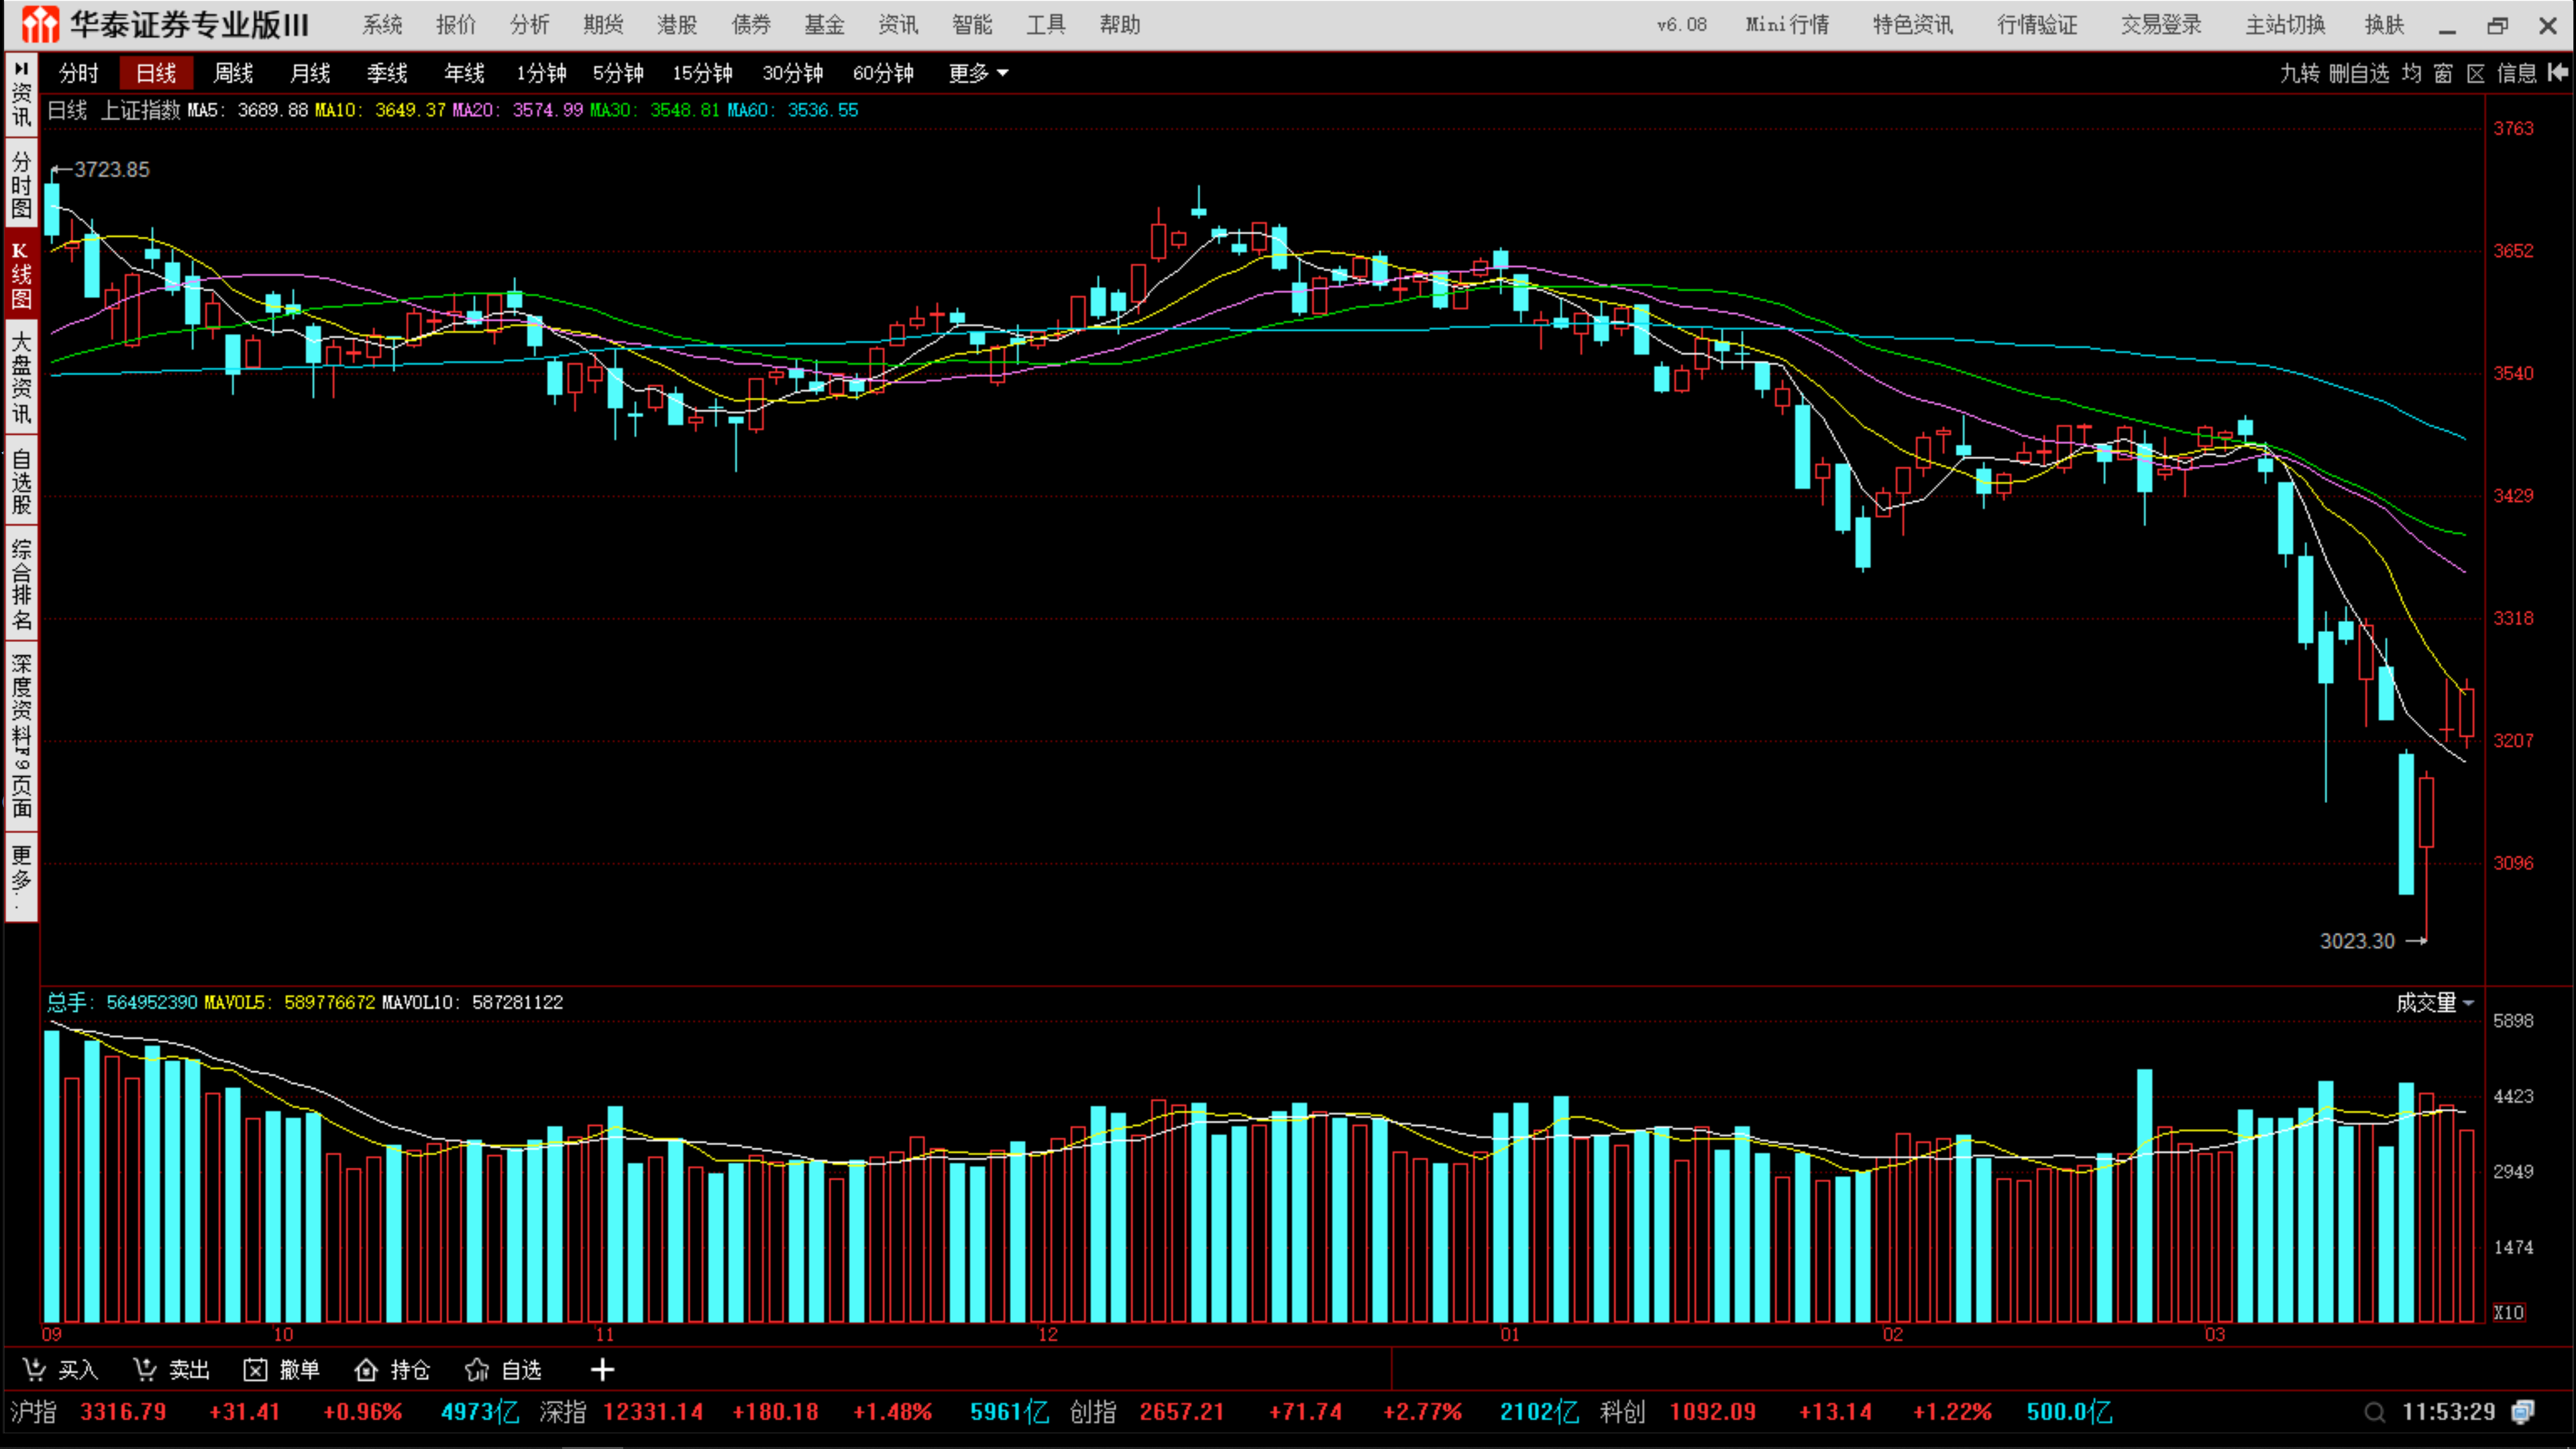 华泰证券专业版III 系统 报价 分析 期货 港股 债券 基金 资讯 智能 工具 帮助 v6.08 Mini行情 特色资讯 行情验证 交易登录 主站切换 换肤
分时 日线 周线 月线 季线 年线 1分钟 5分钟 15分钟 30分钟 60分钟 更多 九转 删自选 均 窗 区 信息
日线 上证指数 MA5: 3689.88 MA10: 3649.37 MA20: 3574.99 MA30: 3548.81 MA60: 3536.55
资讯
分时图
K线图
大盘资讯
自选股
综合排名
深度资料F9页面
更多..
3723.85
3023.30
3763
3652
3540
3429
3318
3207
3096
总手: 564952390 MAVOL5: 589776672 MAVOL10: 587281122 成交量
5898
4423
2949
1474
X10
09 10 11 12 01 02 03
买入 卖出 撤单 持仓 自选
沪指 3316.79 +31.41 +0.96% 4973亿 深指 12331.14 +180.18 +1.48% 5961亿 创指 2657.21 +71.74 +2.77% 2102亿 科创 1092.09 +13.14 +1.22% 500.0亿 11:53:29